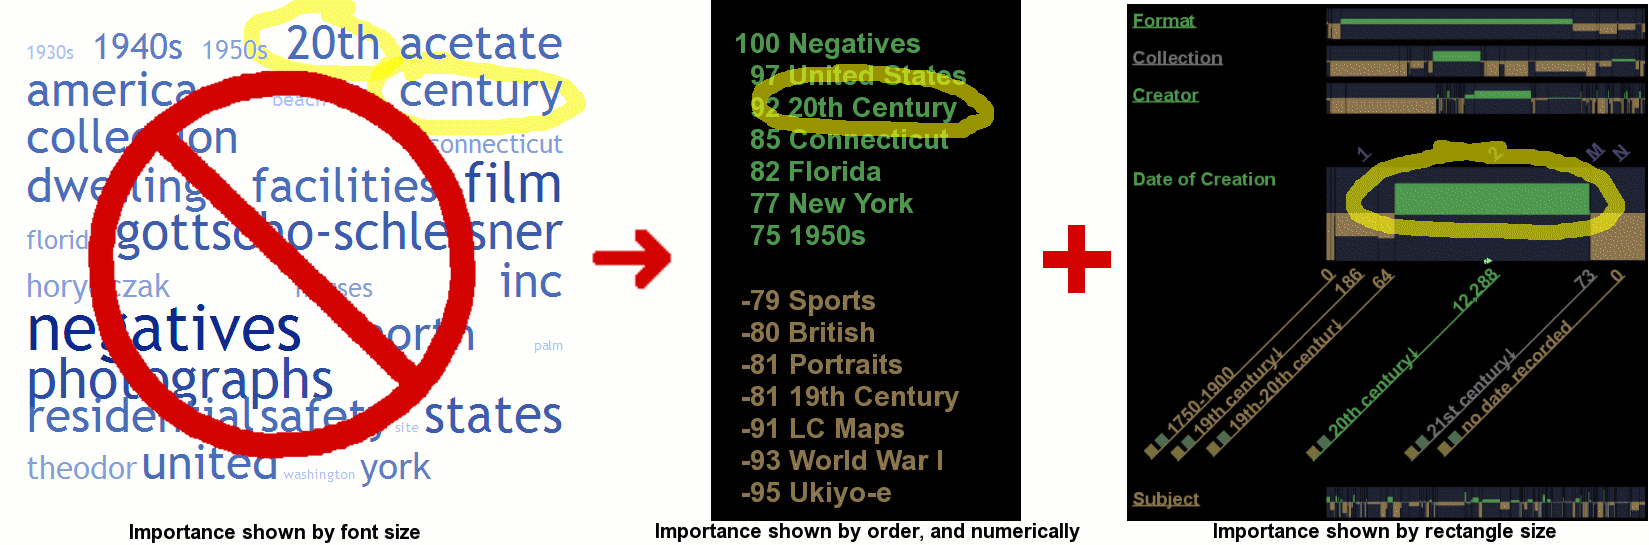 1930s 1940s 1950s 20th acetate
america beach century
collection connecticut
dwellings facilities film
florida gottscho-schleisner
horydczak houses inc
negatives north palm
photographs
residential safety site states
theodor united washington york
Importance shown by font size
100 Negatives
97 United States
92 20th Century
85 Connecticut
82 Florida
77 New York
75 1950s
-79 Sports
-80 British
-81 Portraits
-81 19th Century
-91 LC Maps
-93 World War I
-95 Ukiyo-e
Importance shown by order, and numerically
Format
Collection
Creator
1 2 M N
Date of Creation
0 186 64 12,288 73 0
1750-1900
19th century↓
19th-20th centur↓
20th century↓
21st century↓
no date recorded
Subject
Importance shown by rectangle size